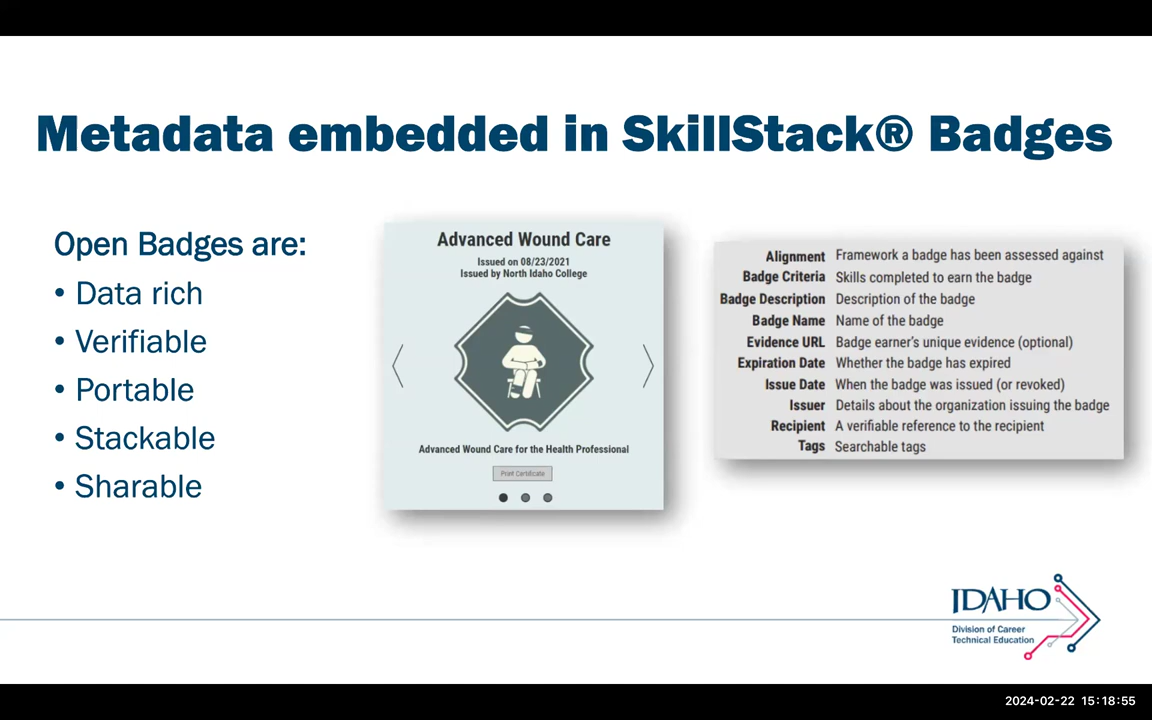 Metadata embedded in SkillStack® Badges
Open Badges are:
• Data rich
• Verifiable
• Portable
• Stackable
• Sharable
Advanced Wound Care
Issued on 08/23/2021
Issued by North Idaho College
Advanced Wound Care for the Health Professional
Print Certificate
Alignment Framework a badge has been assessed against
Badge Criteria Skills completed to earn the badge
Badge Description Description of the badge
Badge Name Name of the badge
Evidence URL Badge earner's unique evidence (optional)
Expiration Date Whether the badge has expired
Issue Date When the badge was issued (or revoked)
Issuer Details about the organization issuing the badge
Recipient A verifiable reference to the recipient
Tags Searchable tags
IDAHO
Division of Career
Technical Education
2024-02-22 15:18:55